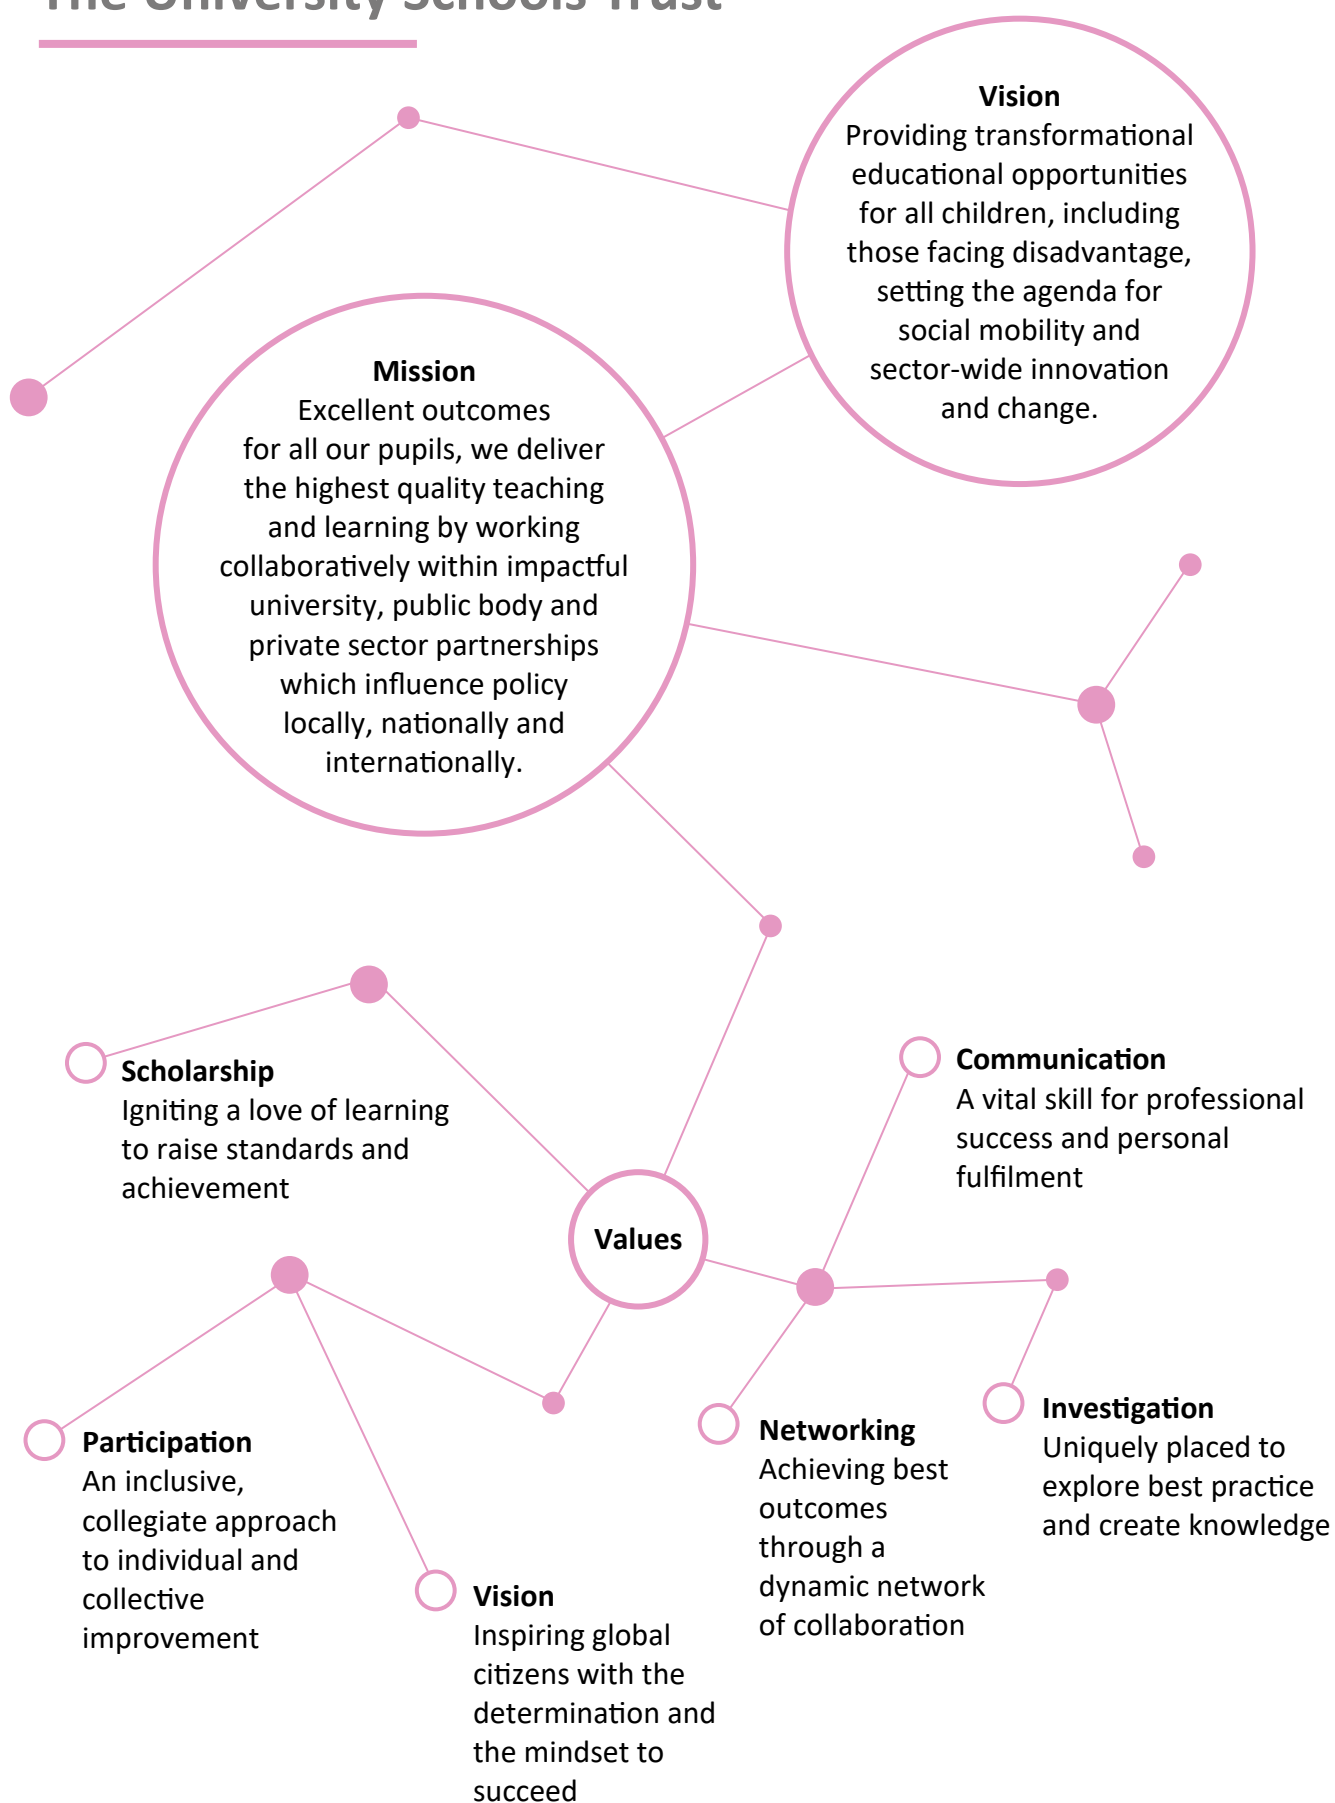 The University Schools Trust
Vision
Providing transformational
educational opportunities
for all children, including
those facing disadvantage,
setting the agenda for
social mobility and
sector-wide innovation
and change.
Mission
Excellent outcomes
for all our pupils, we deliver
the highest quality teaching
and learning by working
collaboratively within impactful
university, public body and
private sector partnerships
which influence policy
locally, nationally and
internationally.
Scholarship
Igniting a love of learning
to raise standards and
achievement
Communication
A vital skill for professional
success and personal
fulfilment
Values
Participation
An inclusive,
collegiate approach
to individual and
collective
improvement
Vision
Inspiring global
citizens with the
determination and
the mindset to
succeed
Networking
Achieving best
outcomes
through a
dynamic network
of collaboration
Investigation
Uniquely placed to
explore best practice
and create knowledge